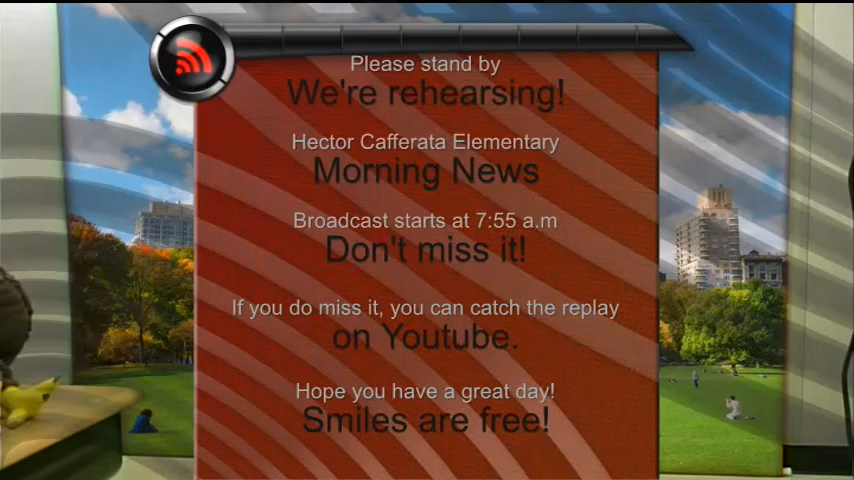 Please stand by
We're rehearsing!
Hector Cafferata Elementary
Morning News
Broadcast starts at 7:55 a.m
Don't miss it!
If you do miss it, you can catch the replay
on Youtube.
Hope you have a great day!
Smiles are free!